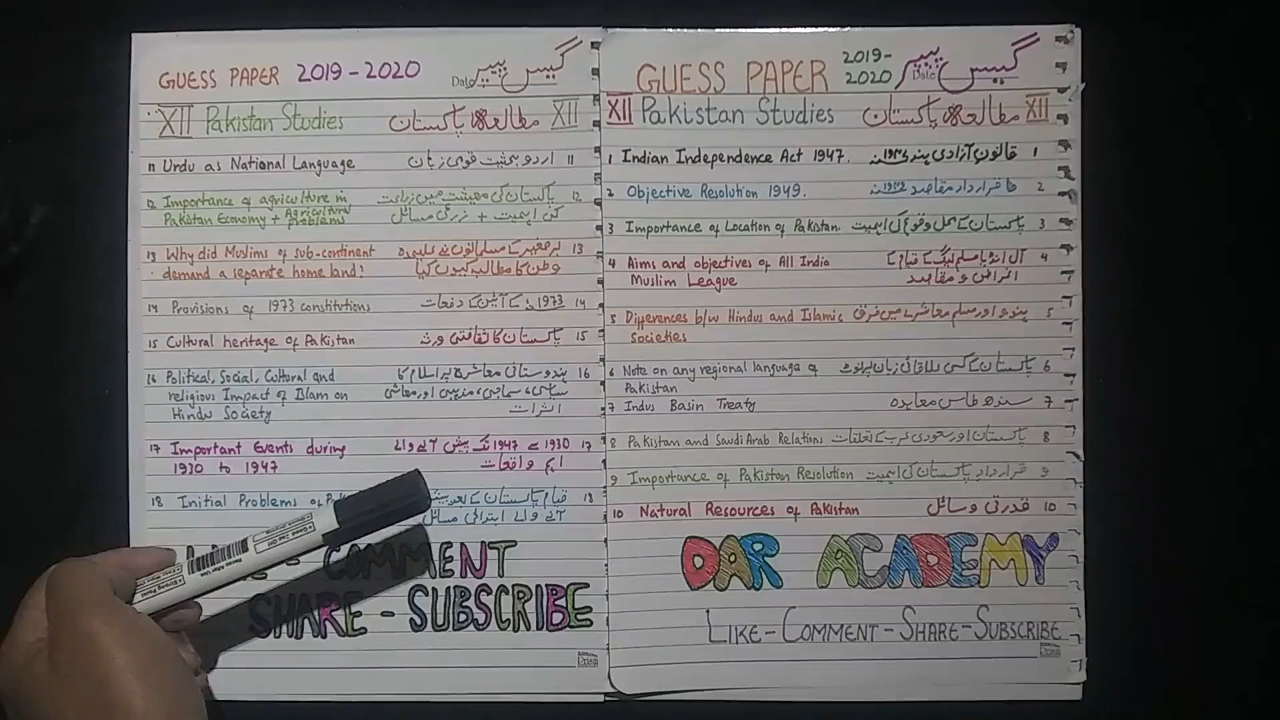 GUESS PAPER 2019-2020 گیس پیپر
Date
XII Pakistan Studies مطالعہ پاکستان XII
11 Urdu as National Language اردو بحثیت قومی زبان 11
12 Importance of agriculture in پاکستان کی معیشت میں زراعت 12
Pakistan Economy + Agriculture problems کی اہمیت + زرعی مسائل
13 Why did Muslims of sub-continent برصغیر کے مسلمانوں نے علیحدہ 13
demand a separate home land? وطن کا مطالبہ کیوں کیا
14 Provisions of 1973 constitutions 1973 کے آئین کے دفعات 14
15 Cultural heritage of Pakistan پاکستان کا ثقافتی ورثہ 15
16 Political, Social, Cultural and ہندوستانی معاشرہ پر اسلام کا 16
religious Impact of Islam on سیاسی، سماجی، مذہبی اور معاشی
Hindu Society اثرات
17 Important Events during 1930 سے 1947 تک پیش آنے والے 17
1930 to 1947 اہم واقعات
18 Initial Problems of قیام پاکستان کے بعد 18
آنے والے ابتدائی مسائل
COMMENT
SHARE - SUBSCRIBE
GUESS PAPER 2019-2020 گیس پیپر
Date
XII Pakistan Studies مطالعہ پاکستان XII
1 Indian Independence Act 1947. قانون آزادی ہند 1947 1
2 Objective Resolution 1949. قرارداد مقاصد 2
3 Importance of Location of Pakistan. پاکستان کے محل وقوع کی اہمیت 3
4 Aims and objectives of All India آل انڈیا مسلم لیگ کے قیام کے 4
Muslim League اغراض و مقاصد
5 Differences b/w Hindus and Islamic ہندو اور مسلم معاشرے میں فرق 5
Societies
6 Note on any regional language of پاکستان کے کسی علاقائی زبان پر نوٹ 6
Pakistan
7 Indus Basin Treaty سندھ طاس معاہدہ 7
8 Pakistan and Saudi Arab Relations پاکستان اور سعودی عرب کے تعلقات 8
9 Importance of Pakistan Resolution قرارداد پاکستان کی اہمیت 9
10 Natural Resources of Pakistan قدرتی وسائل 10
DAR ACADEMY
LIKE-COMMENT-SHARE-SUBSCRIBE